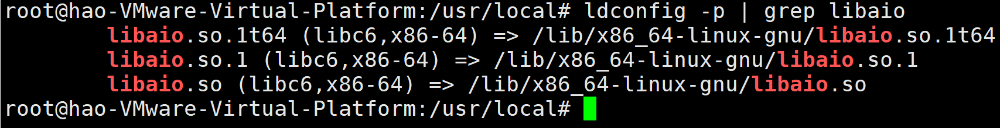 root@hao-VMware-Virtual-Platform:/usr/local# ldconfig -p | grep libaio
libaio.so.1t64 (libc6,x86-64) => /lib/x86_64-linux-gnu/libaio.so.1t64
libaio.so.1 (libc6,x86-64) => /lib/x86_64-linux-gnu/libaio.so.1
libaio.so (libc6,x86-64) => /lib/x86_64-linux-gnu/libaio.so
root@hao-VMware-Virtual-Platform:/usr/local#